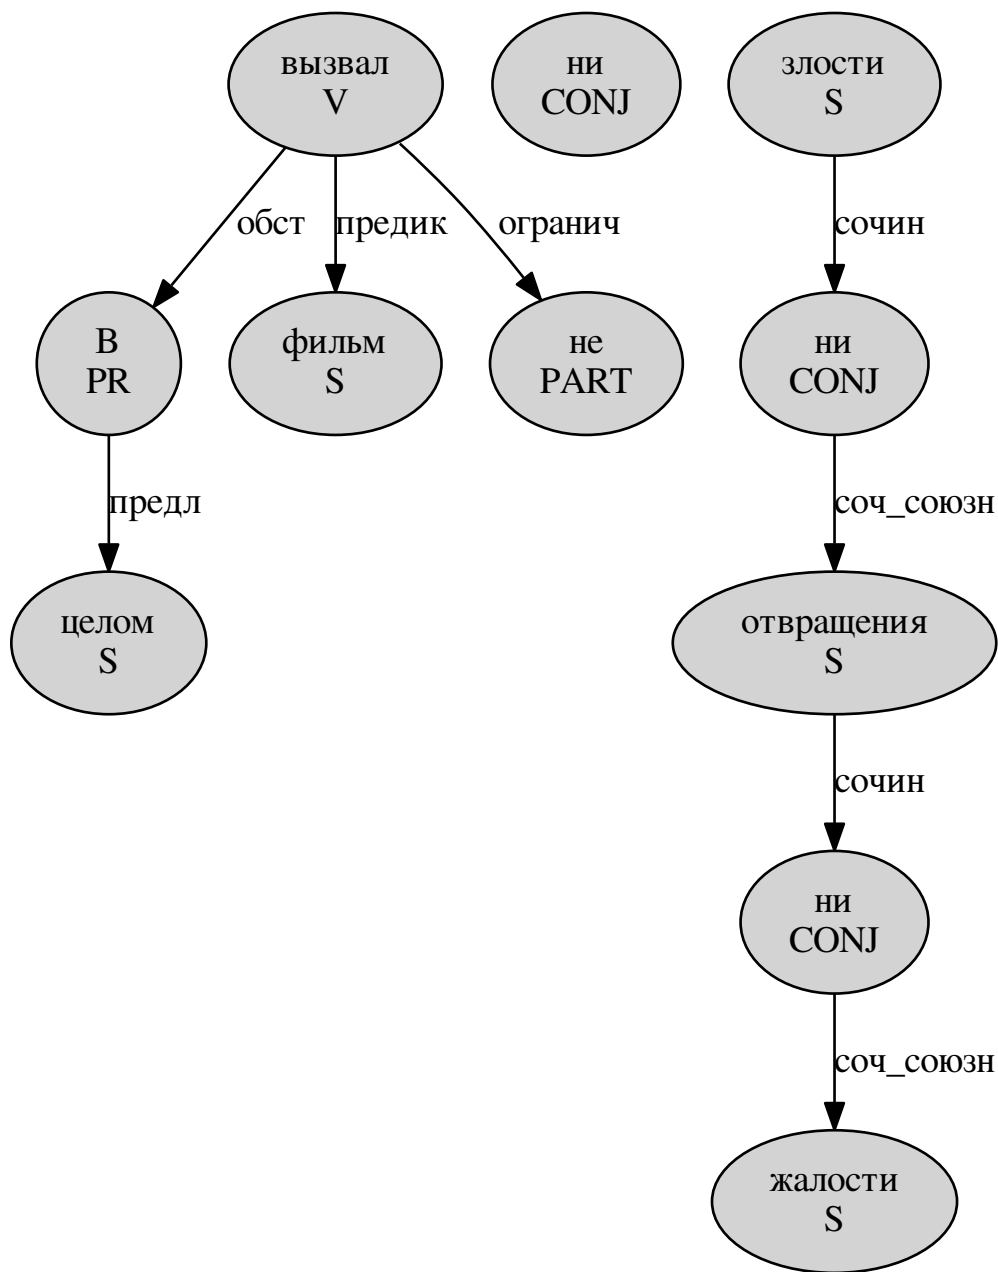 вызвал
V
ни
CONJ
злости
S
обст
предик
огранич
сочин
В
PR
фильм
S
не
PART
ни
CONJ
предл
соч_союзн
целом
S
отвращения
S
сочин
ни
CONJ
соч_союзн
жалости
S